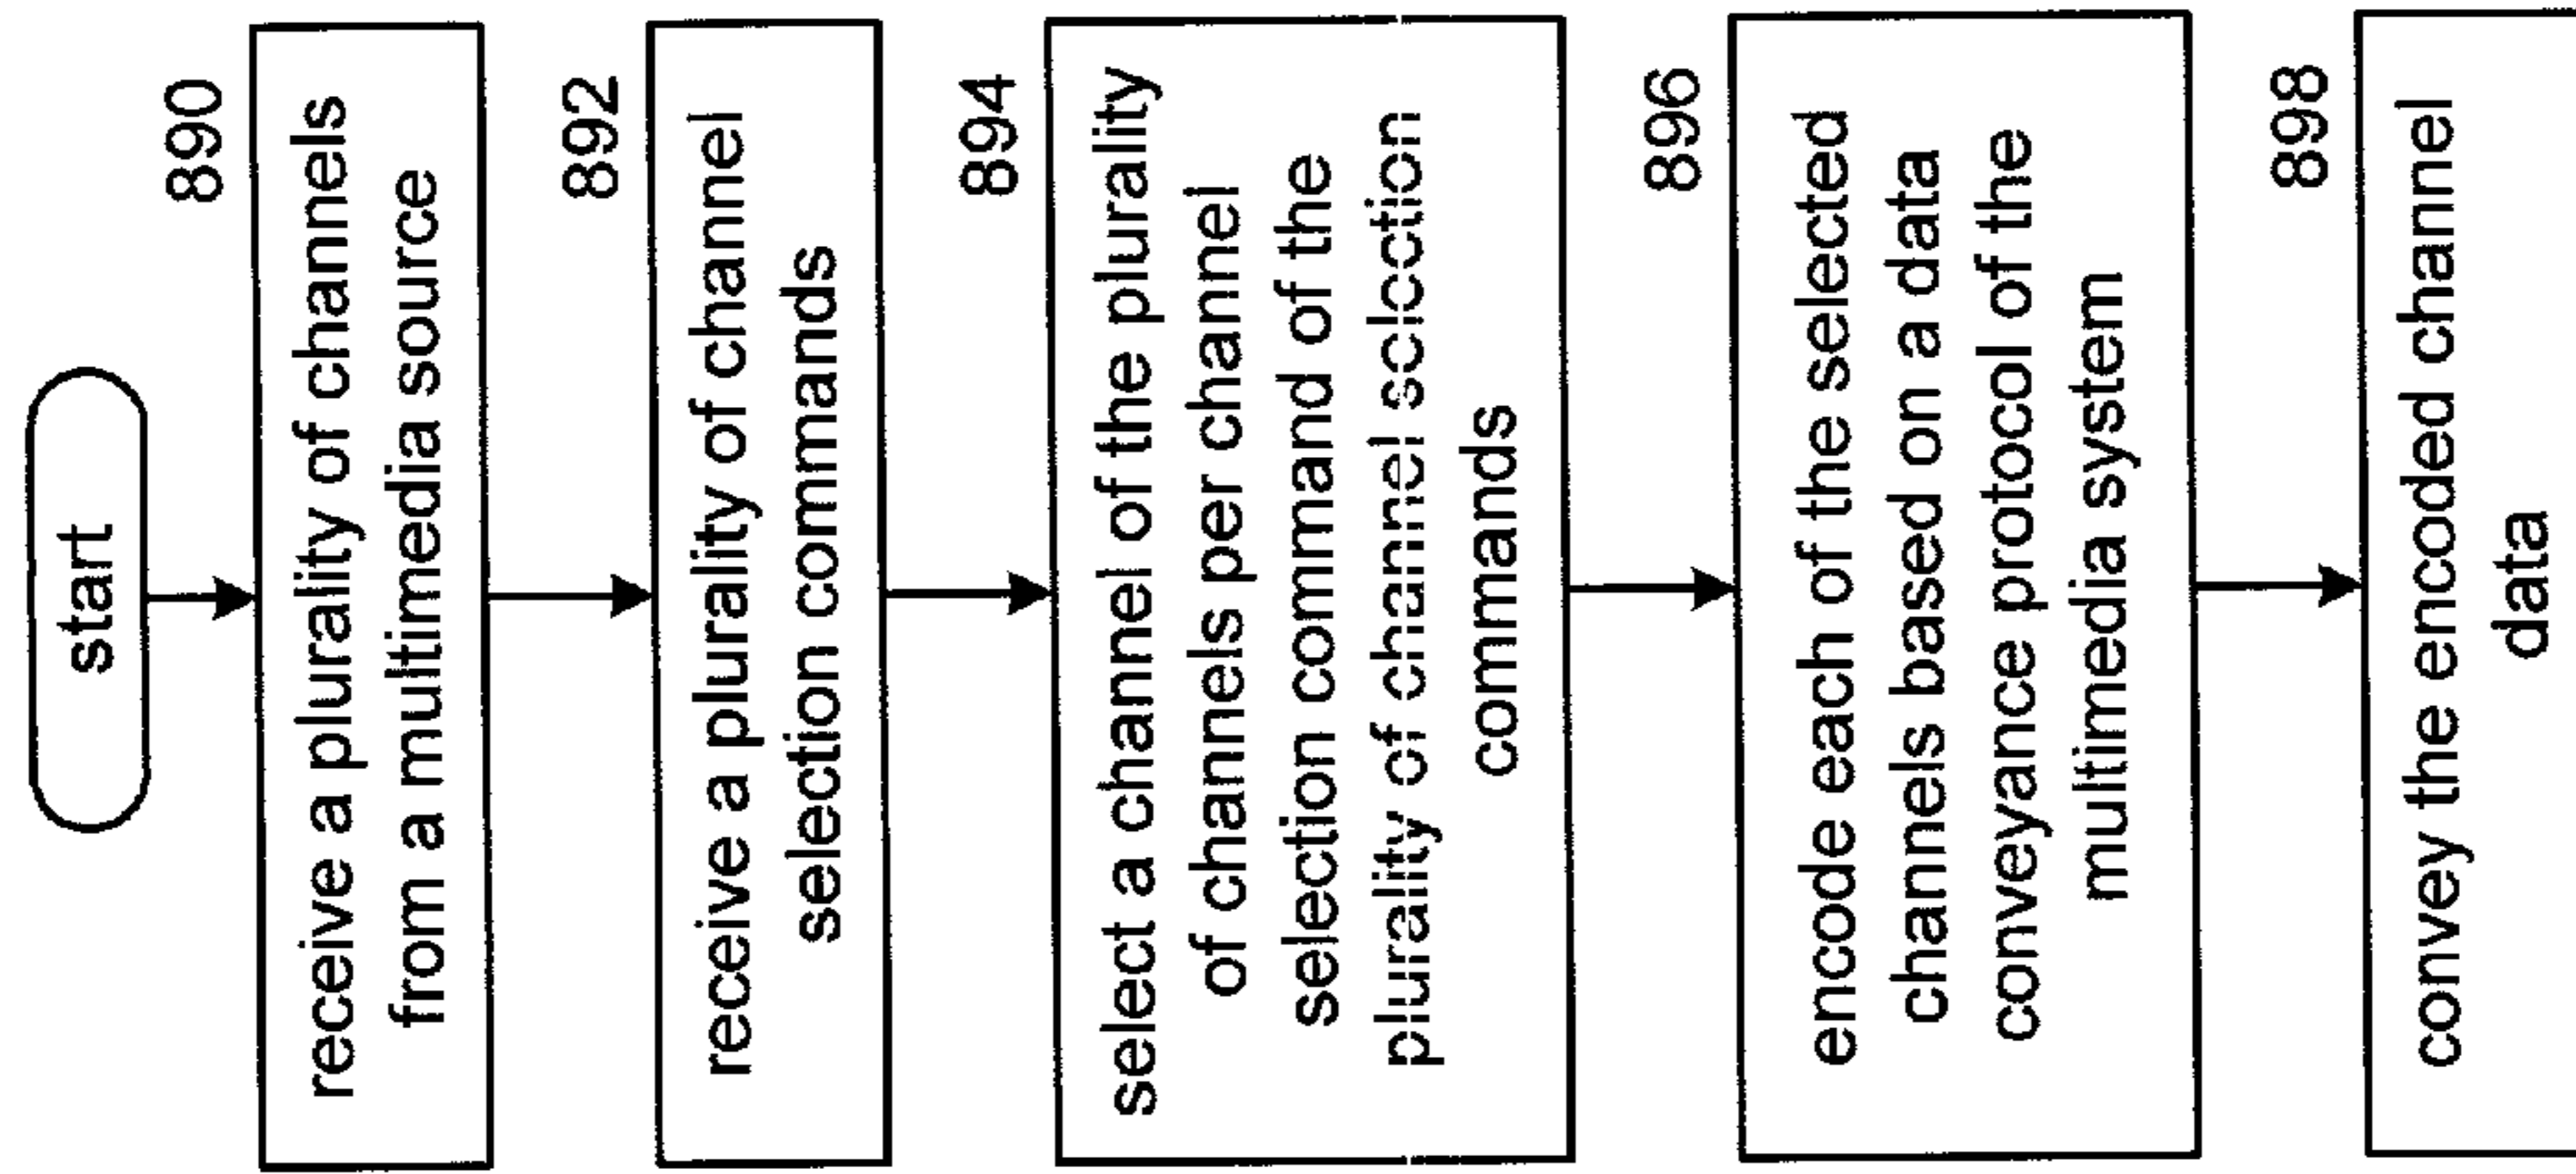 start
890
receive a plurality of channels
from a multimedia source
892
receive a plurality of channel
selection commands
894
select a channel of the plurality
of channels per channel
selection command of the
plurality of channel selection
commands
896
encode each of the selected
channels based on a data
conveyance protocol of the
multimedia system
898
convey the encoded channel
data